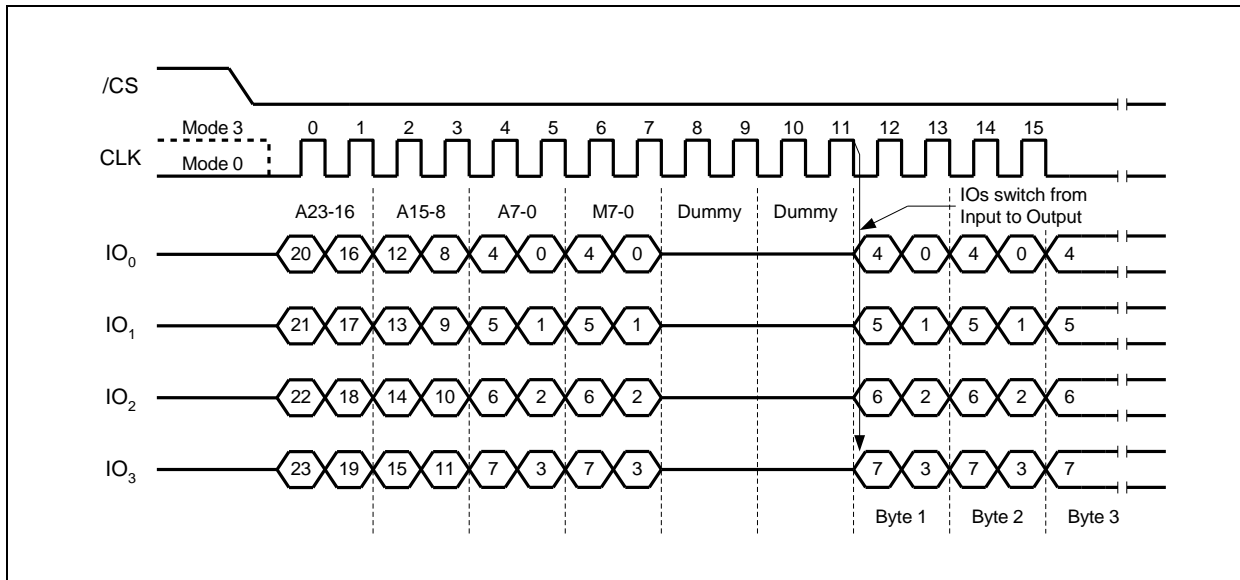 /CS
Mode 3 0 1 2 3 4 5 6 7 8 9 10 11 12 13 14 15
CLK
Mode 0
IOs switch from
Input to Output
A23-16 A15-8 A7-0 M7-0 Dummy Dummy
IO0 20 16 12 8 4 0 4 0 4 0 4 0 4
IO1 21 17 13 9 5 1 5 1 5 1 5 1 5
IO2 22 18 14 10 6 2 6 2 6 2 6 2 6
IO3 23 19 15 11 7 3 7 3 7 3 7 3 7
Byte 1 Byte 2 Byte 3